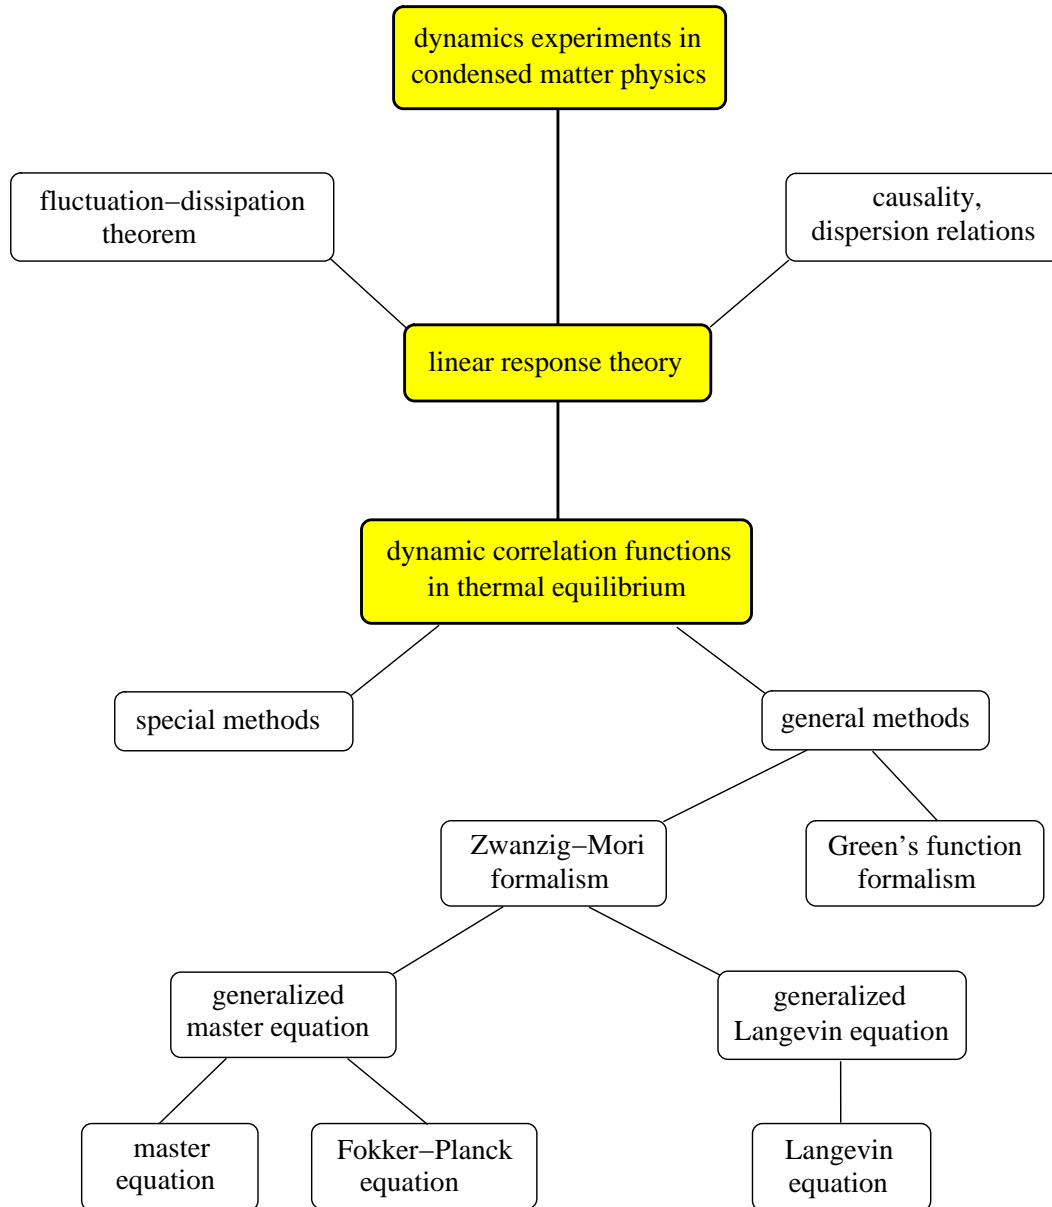 dynamics experiments in
condensed matter physics
fluctuation−dissipation
theorem
causality,
dispersion relations
linear response theory
dynamic correlation functions
in thermal equilibrium
special methods
general methods
Zwanzig−Mori
formalism
Green's function
formalism
generalized
master equation
generalized
Langevin equation
master
equation
Fokker−Planck
equation
Langevin
equation